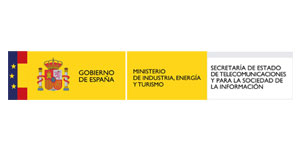 GOBIERNO
DE ESPAÑA
MINISTERIO
DE INDUSTRIA, ENERGÍA
Y TURISMO
SECRETARÍA DE ESTADO
DE TELECOMUNICACIONES
Y PARA LA SOCIEDAD DE
LA INFORMACIÓN